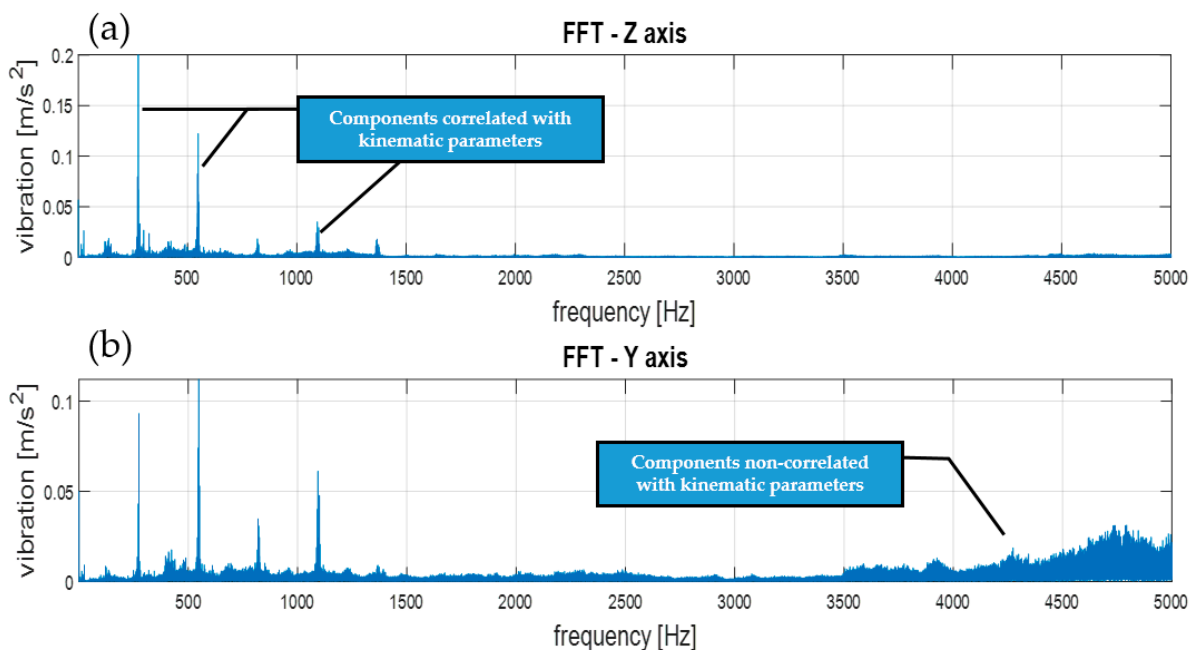 (a)
FFT - Z axis
vibration [m/s^2]
0.2
0.15
0.1
0.05
0
Components correlated with
kinematic parameters
500 1000 1500 2000 2500 3000 3500 4000 4500 5000
frequency [Hz]
(b)
FFT - Y axis
vibration [m/s^2]
0.1
0.05
0
Components non-correlated
with kinematic parameters
500 1000 1500 2000 2500 3000 3500 4000 4500 5000
frequency [Hz]